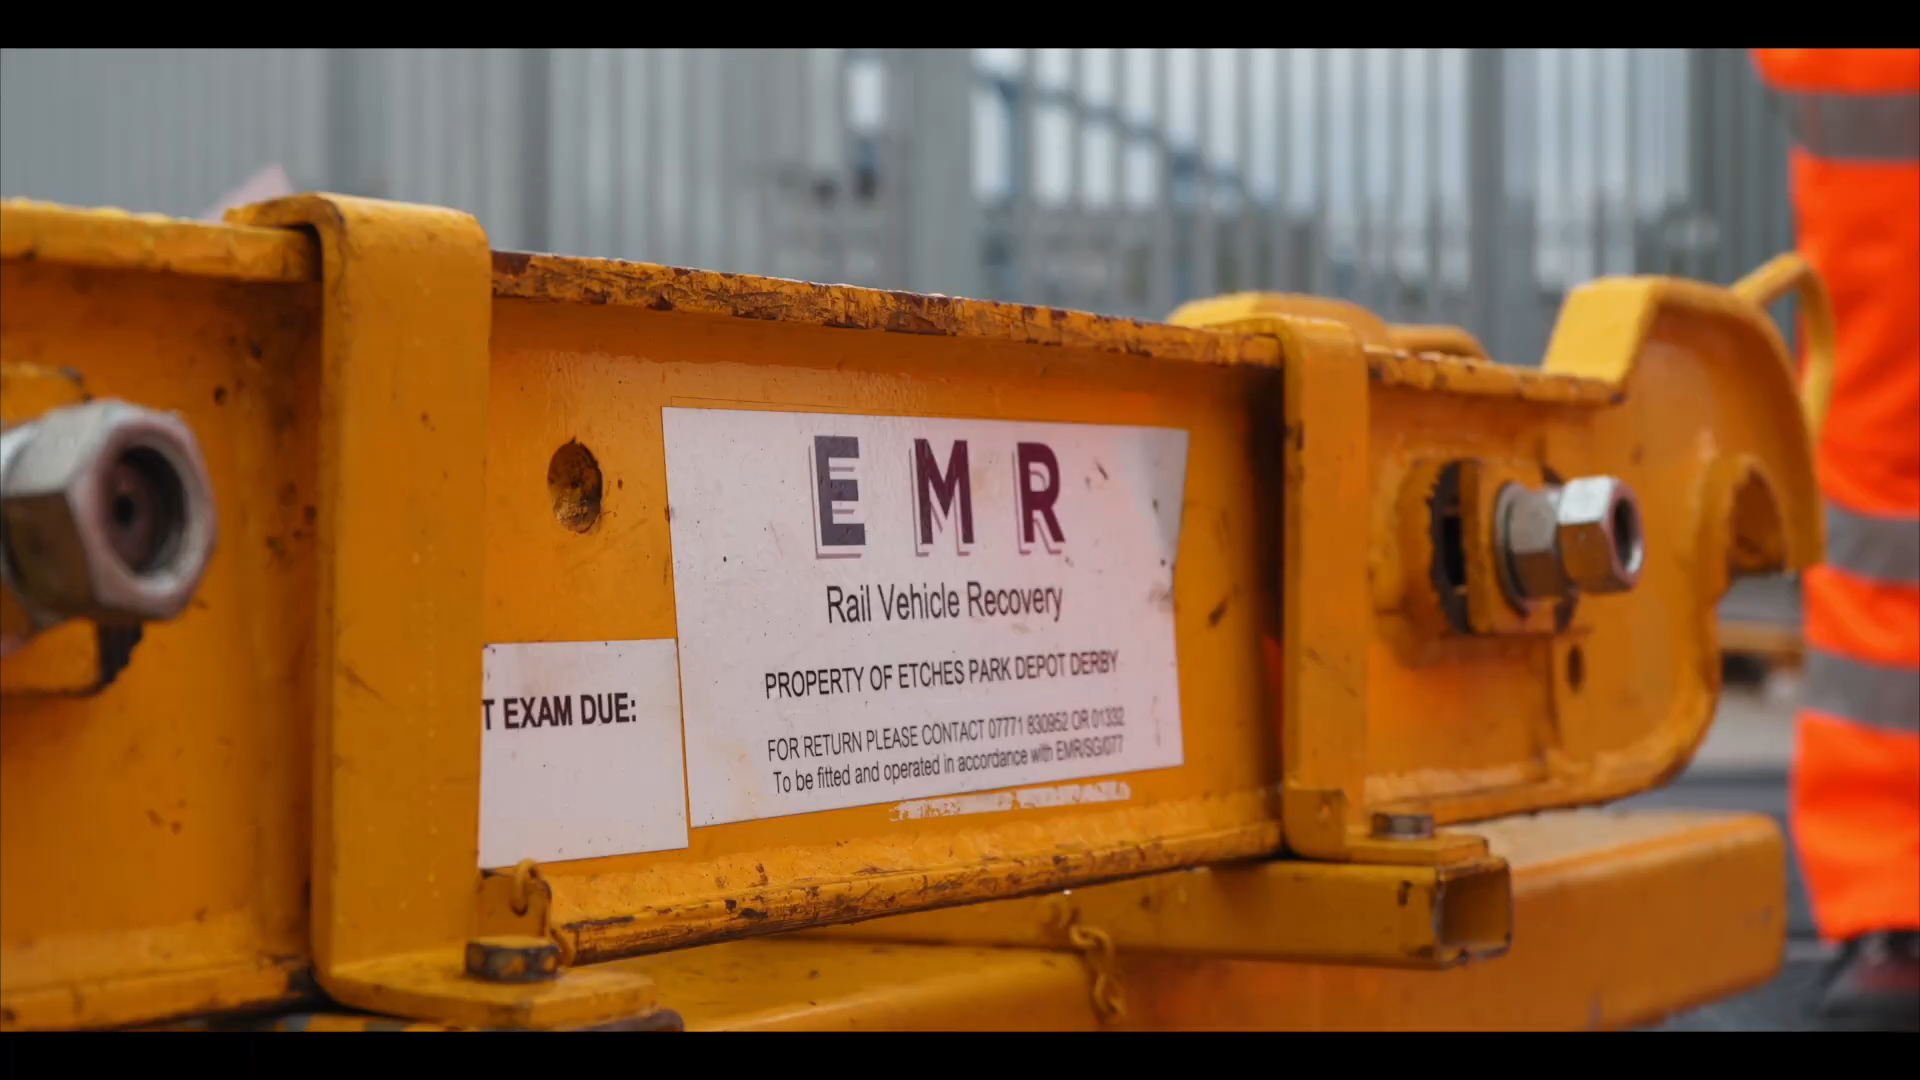 E M R
Rail Vehicle Recovery
PROPERTY OF ETCHES PARK DEPOT DERBY
FOR RETURN PLEASE CONTACT 07771 830952 OR 01332
To be fitted and operated in accordance with EMR/SG/077
T EXAM DUE: